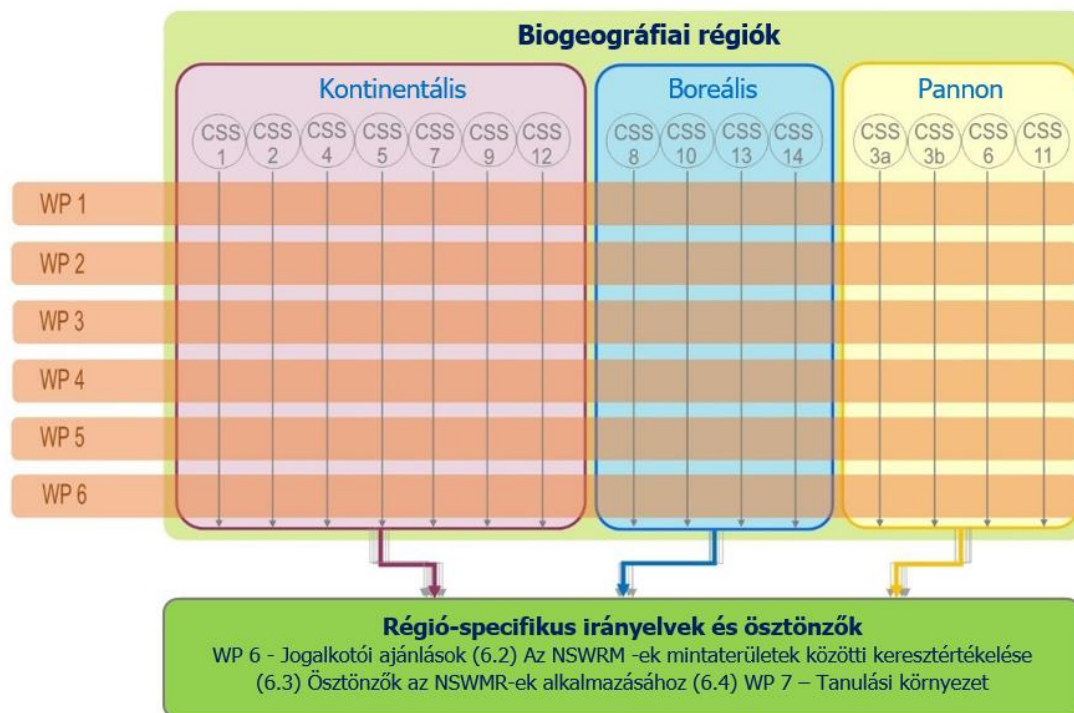 Biogeográfiai régiók
Kontinentális
Boreális
Pannon
CSS 1
CSS 2
CSS 4
CSS 5
CSS 7
CSS 9
CSS 12
CSS 8
CSS 10
CSS 13
CSS 14
CSS 3a
CSS 3b
CSS 6
CSS 11
WP 1
WP 2
WP 3
WP 4
WP 5
WP 6
Régió-specifikus irányelvek és ösztönzők
WP 6 - Jogalkotói ajánlások (6.2) Az NSWRM -ek mintaterületek közötti keresztértékelése
(6.3) Ösztönzők az NSWMR-ek alkalmazásához (6.4) WP 7 – Tanulási környezet